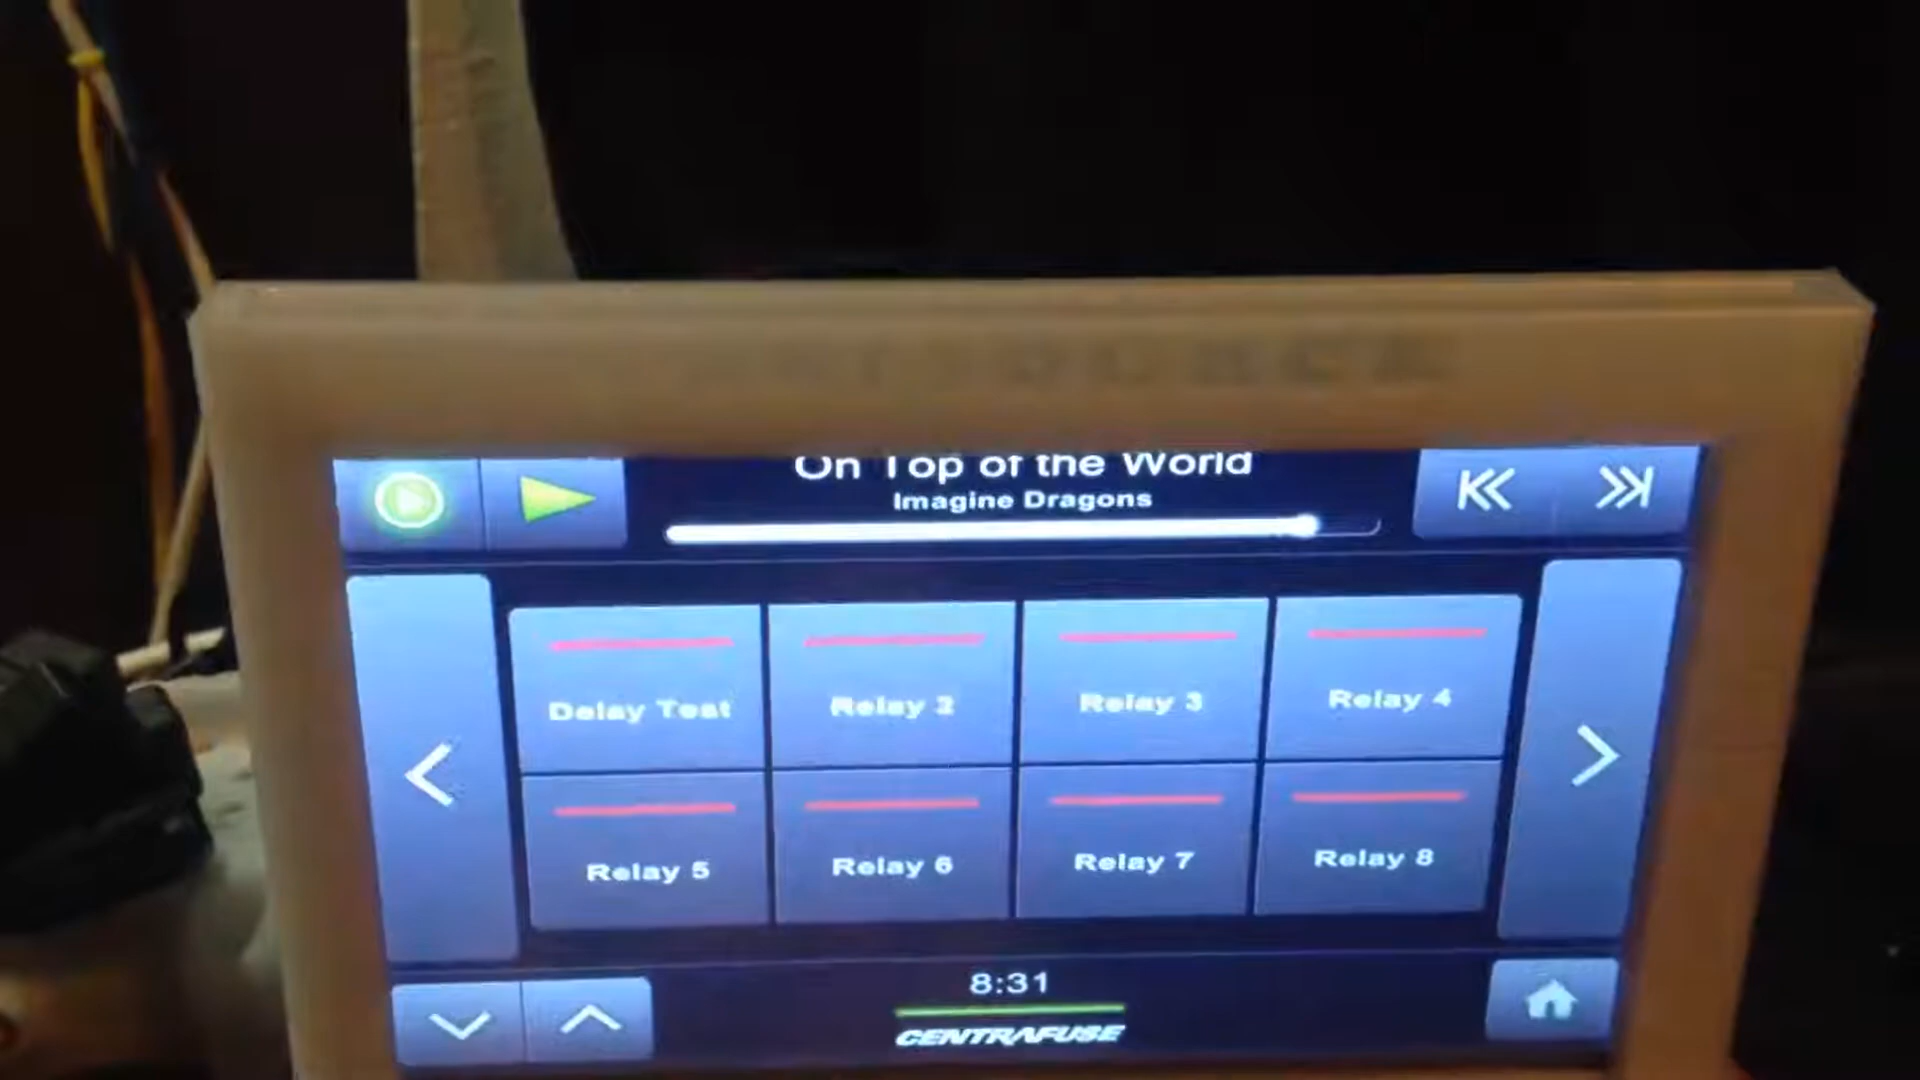 On Top of the World
Imagine Dragons
Delay Test
Relay 2
Relay 3
Relay 4
Relay 5
Relay 6
Relay 7
Relay 8
8:31
CENTRAFUSE